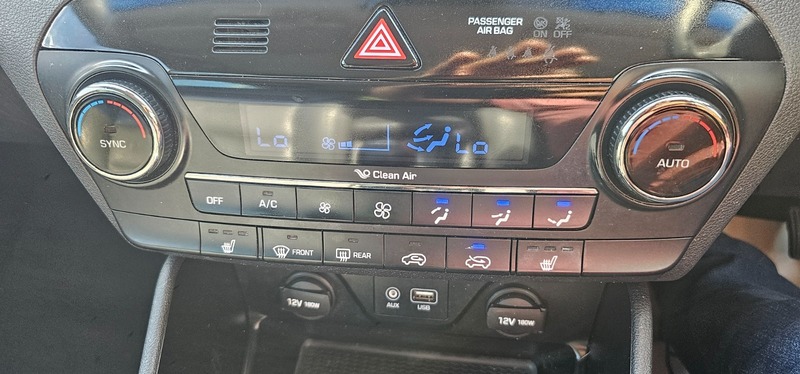 PASSENGER
AIR BAG
ON OFF
SYNC
Lo
Lo
AUTO
Clean Air
OFF
A/C
FRONT
REAR
12V 180W
AUX
USB
12V 180W